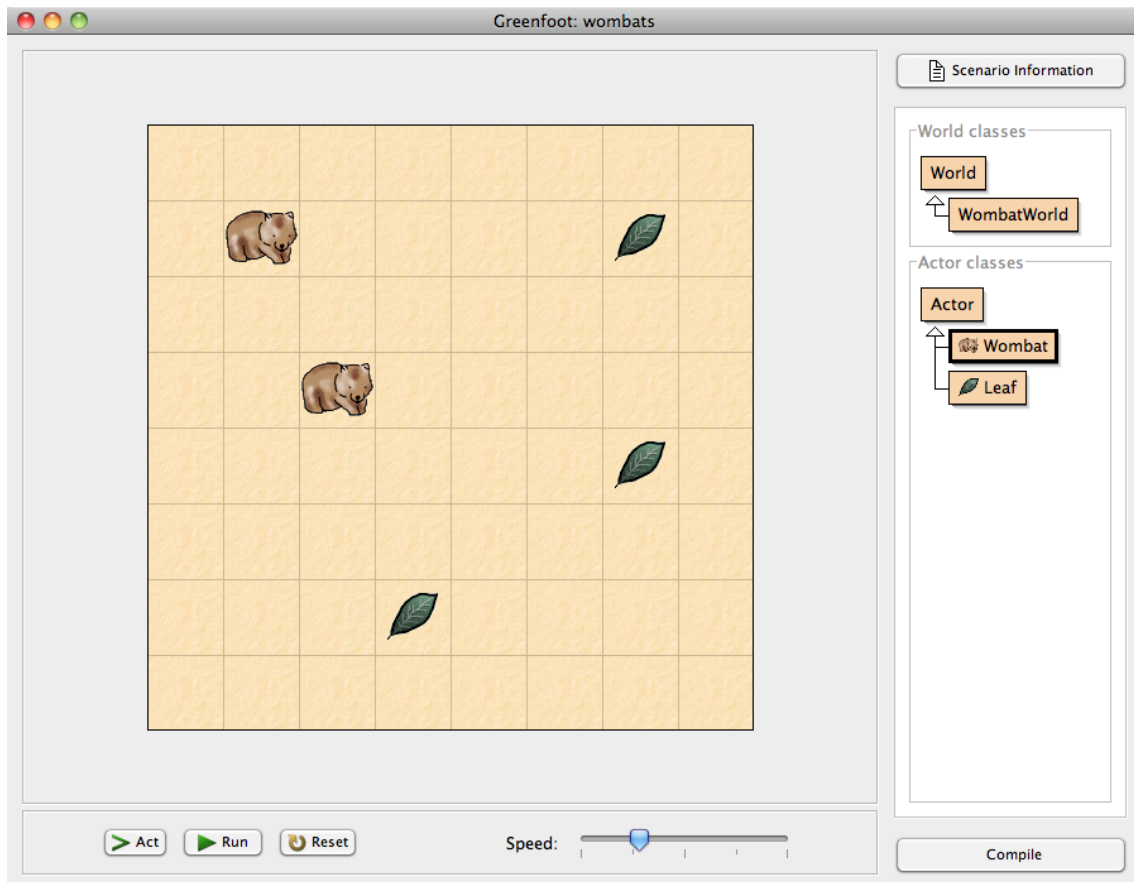 Greenfoot: wombats
Scenario Information
World classes
World
WombatWorld
Actor classes
Actor
Wombat
Leaf
Act
Run
Reset
Speed:
Compile